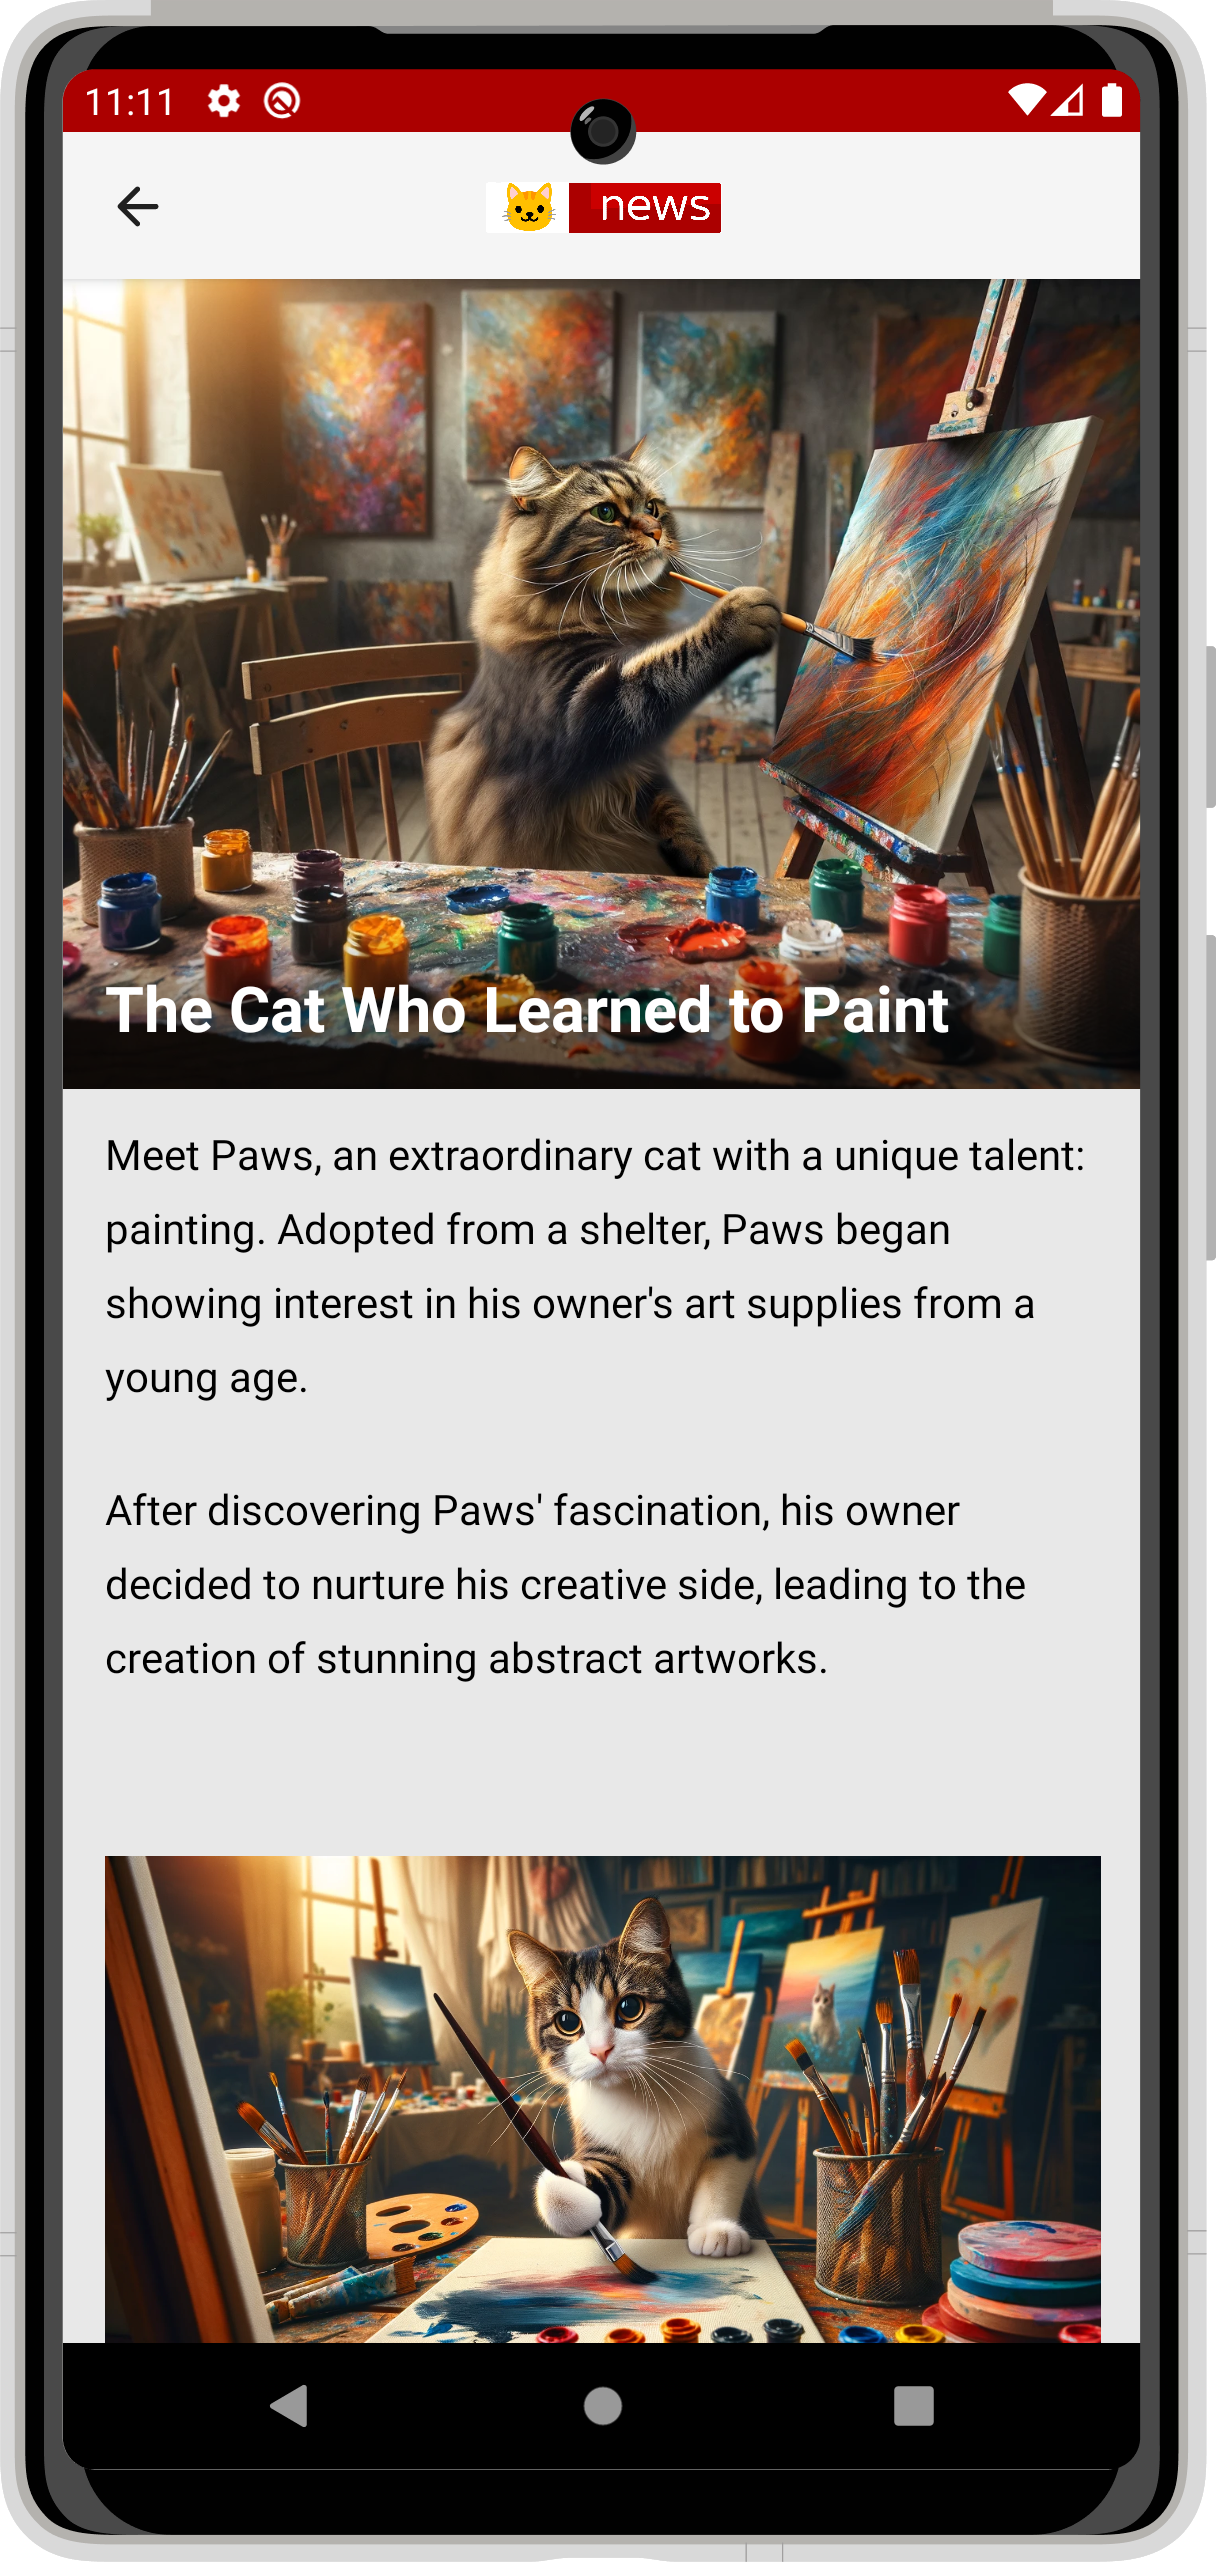 11:11
news
The Cat Who Learned to Paint
Meet Paws, an extraordinary cat with a unique talent:
painting. Adopted from a shelter, Paws began
showing interest in his owner's art supplies from a
young age.
After discovering Paws' fascination, his owner
decided to nurture his creative side, leading to the
creation of stunning abstract artworks.